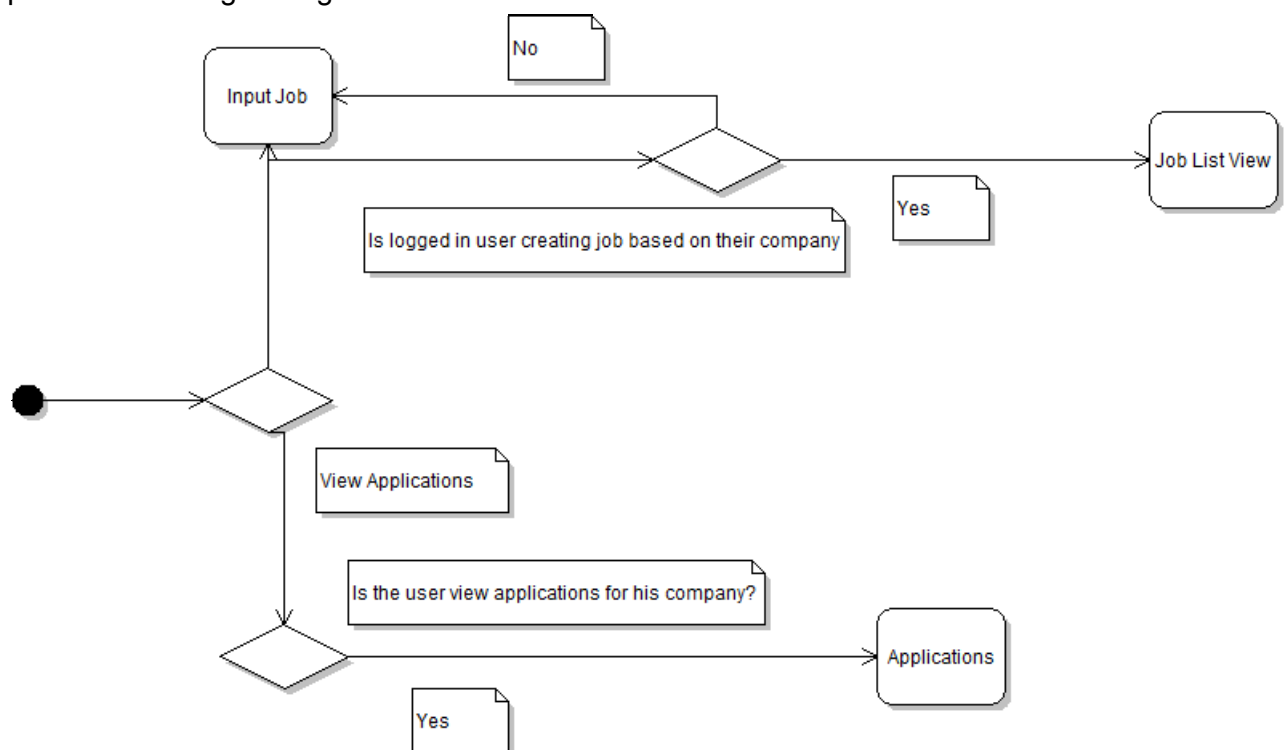 No
Input Job
Job List View
Yes
Is logged in user creating job based on their company
View Applications
Is the user view applications for his company?
Applications
Yes